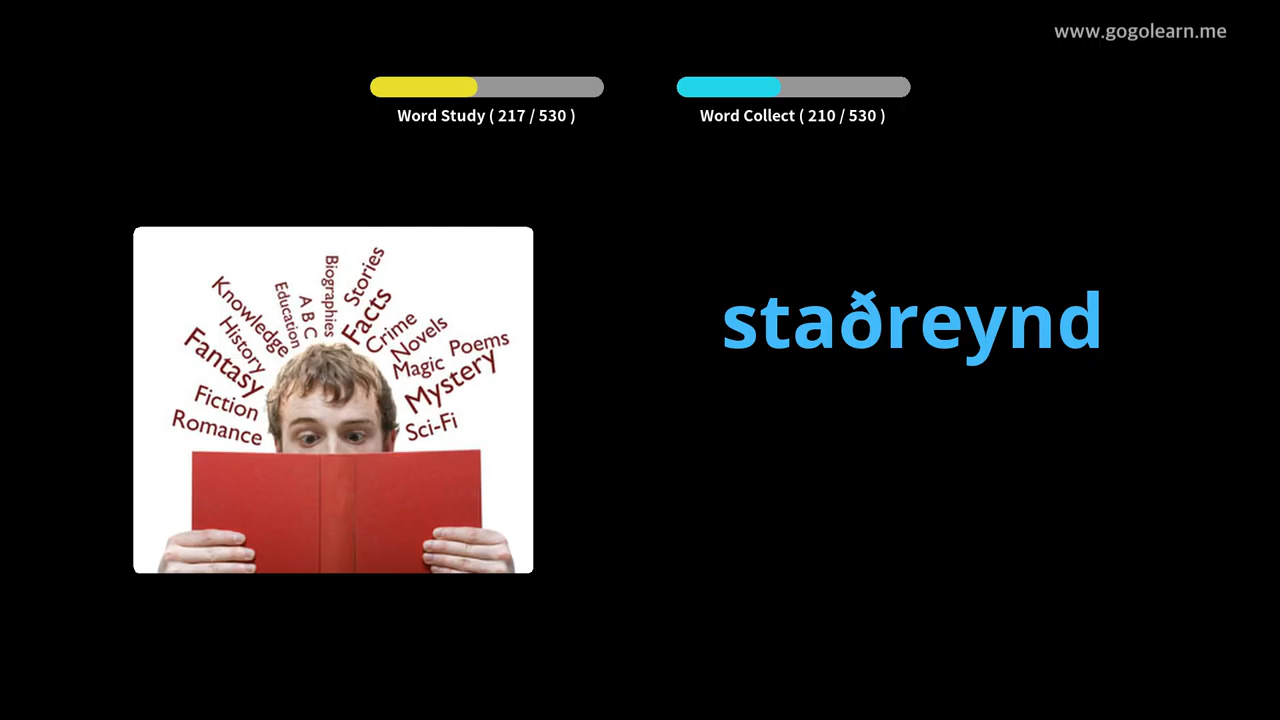 www.gogolearn.me
Word Study ( 217 / 530 )
Word Collect ( 210 / 530 )
staðreynd
Romance
Fiction
Fantasy
History
Knowledge
Education
A B C
Biographies
Stories
Facts
Crime
Novels
Magic
Poems
Mystery
Sci-Fi